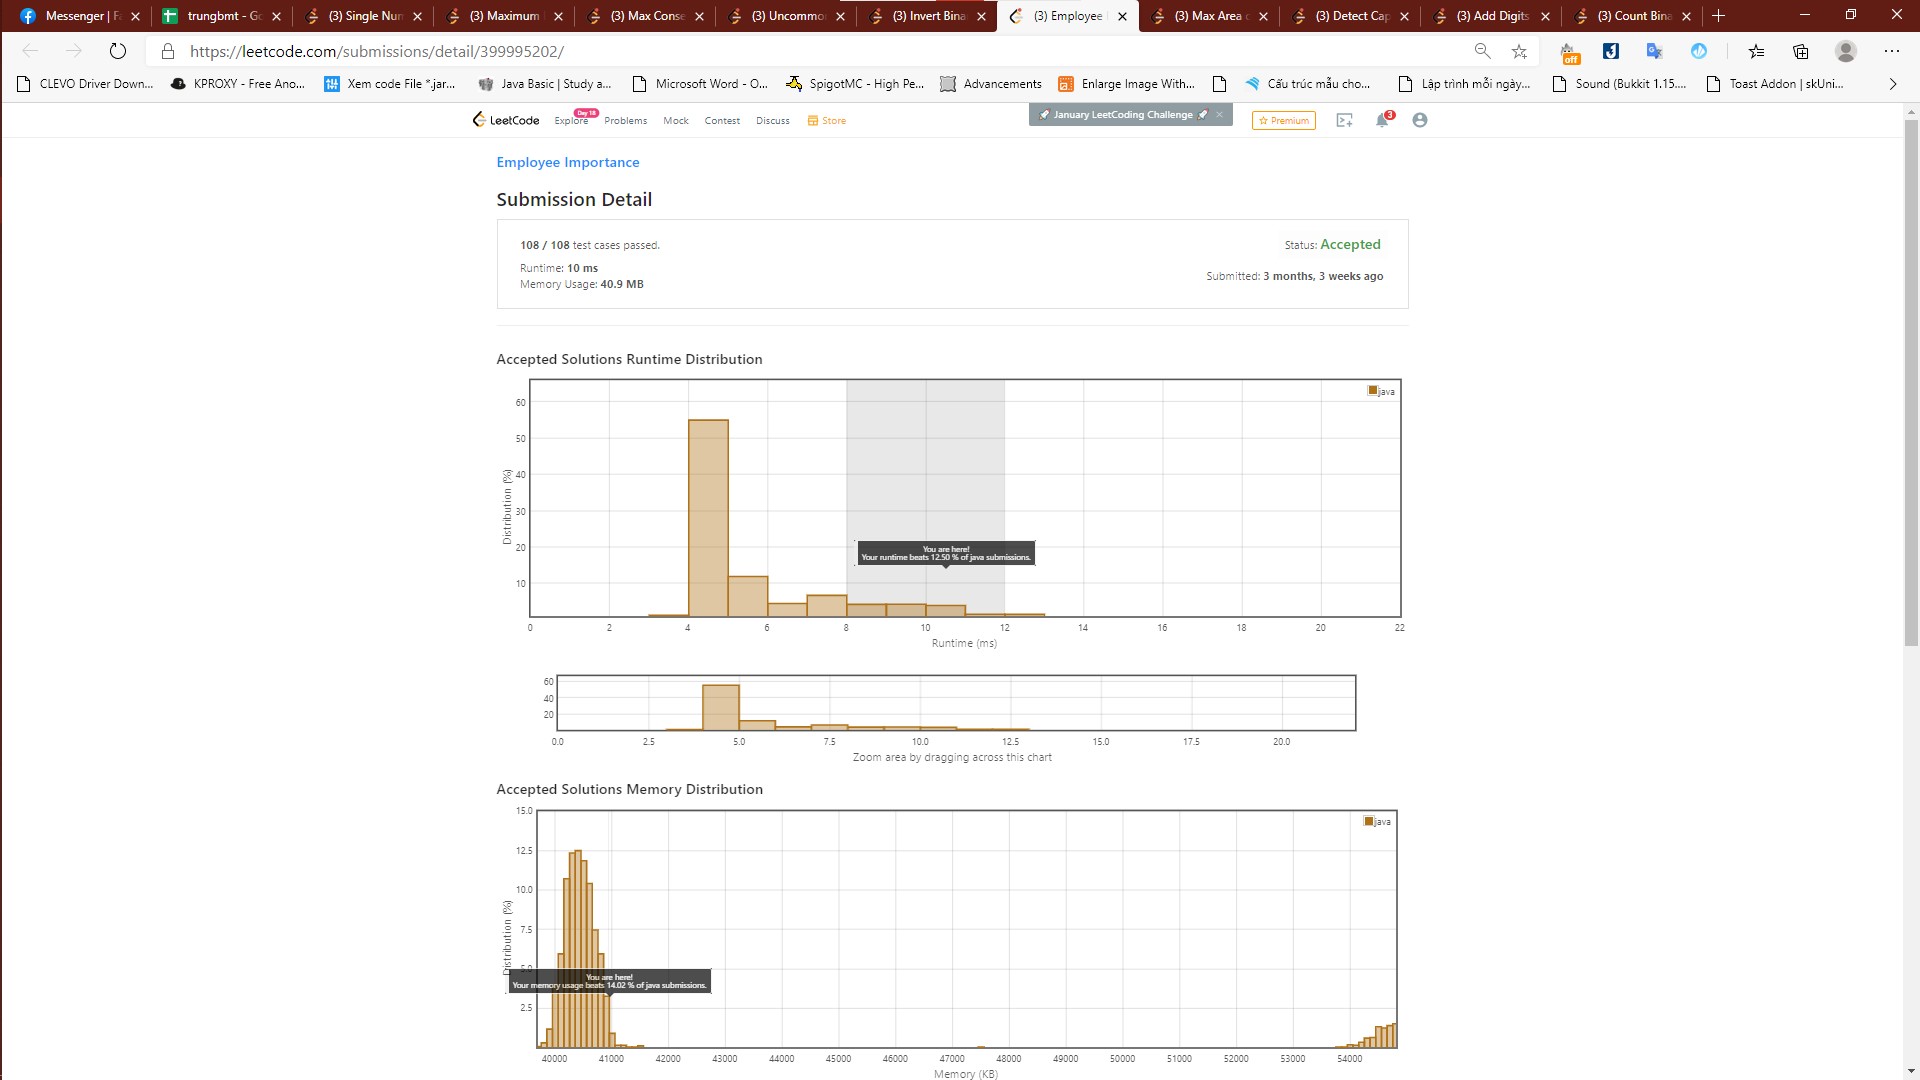 Messenger | F
trungbmt - Go
(3) Single Num
(3) Maximum
(3) Max Conse
(3) Uncommo
(3) Invert Bina
(3) Employee
(3) Max Area o
(3) Detect Cap
(3) Add Digits
(3) Count Bina
https://leetcode.com/submissions/detail/399995202/
off
CLEVO Driver Down...
KPROXY - Free Ano...
Xem code File *.jar...
Java Basic | Study a...
Microsoft Word - O...
SpigotMC - High Pe...
Advancements
Enlarge Image With...
Cấu trúc mẫu cho...
Lập trình mỗi ngày...
Sound (Bukkit 1.15....
Toast Addon | skUni...
LeetCode
Explore
Day 18
Problems
Mock
Contest
Discuss
Store
January LeetCoding Challenge
Premium
3
Employee Importance
Submission Detail
108 / 108 test cases passed.
Status: Accepted
Runtime: 10 ms
Submitted: 3 months, 3 weeks ago
Memory Usage: 40.9 MB
Accepted Solutions Runtime Distribution
java
60
50
40
30
20
10
Distribution (%)
You are here!
Your runtime beats 12.50 % of java submissions.
0 2 4 6 8 10 12 14 16 18 20 22
Runtime (ms)
60
40
20
0.0 2.5 5.0 7.5 10.0 12.5 15.0 17.5 20.0
Zoom area by dragging across this chart
Accepted Solutions Memory Distribution
java
15.0
12.5
10.0
7.5
5.0
2.5
Distribution (%)
You are here!
Your memory usage beats 14.02 % of java submissions.
40000 41000 42000 43000 44000 45000 46000 47000 48000 49000 50000 51000 52000 53000 54000
Memory (KB)